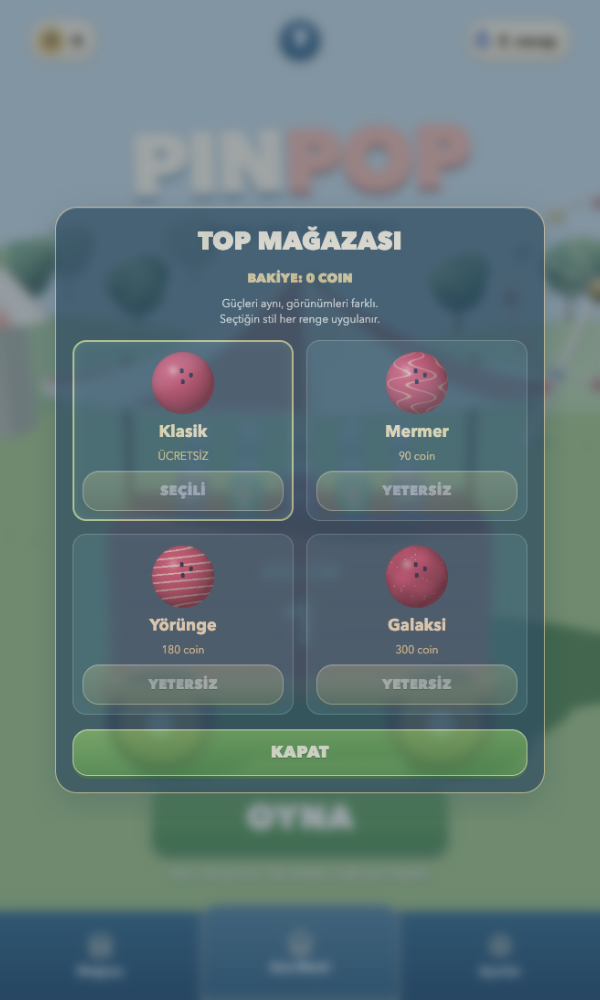 PINPOP
TOP MAĞAZASI
BAKİYE: 0 COIN
Güçleri aynı, görünümleri farklı.
Seçtiğin stil her renge uygulanır.
Klasik
ÜCRETSİZ
SEÇİLİ
Mermer
90 coin
YETERSİZ
Yörünge
180 coin
YETERSİZ
Galaksi
300 coin
YETERSİZ
KAPAT
OYNA